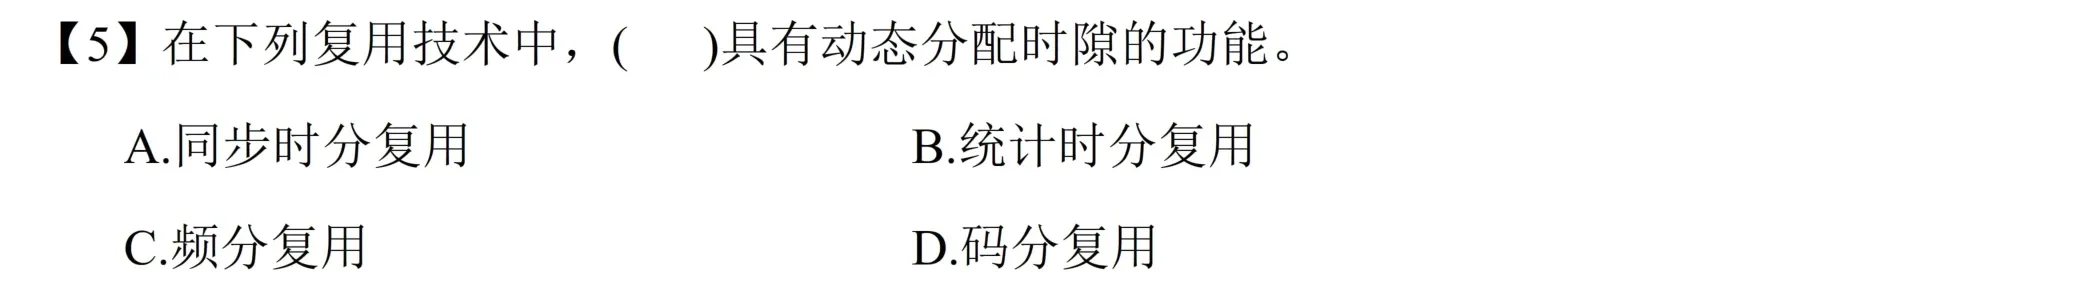 【5】在下列复用技术中，(    )具有动态分配时隙的功能。
A.同步时分复用    B.统计时分复用
C.频分复用    D.码分复用